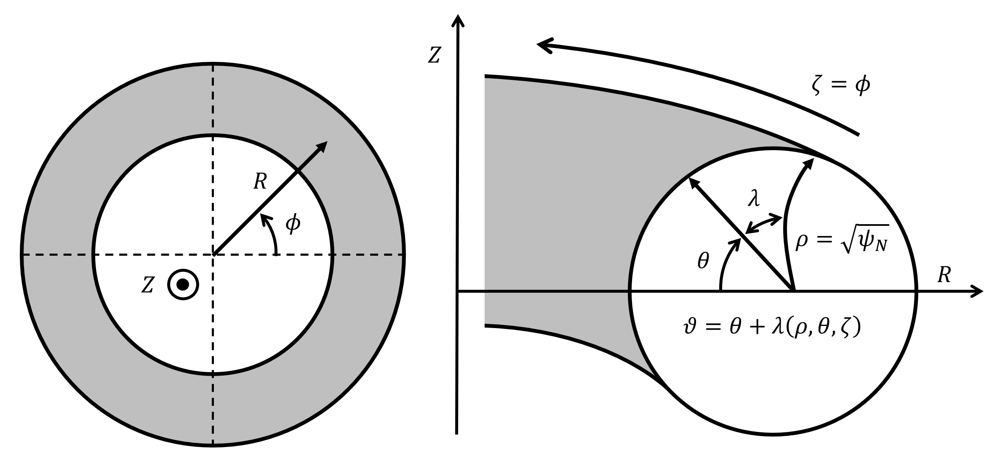 R
ϕ
Z
Z
ζ = ϕ
λ
ρ = √ψ_N
θ
R
ϑ = θ + λ(ρ, θ, ζ)